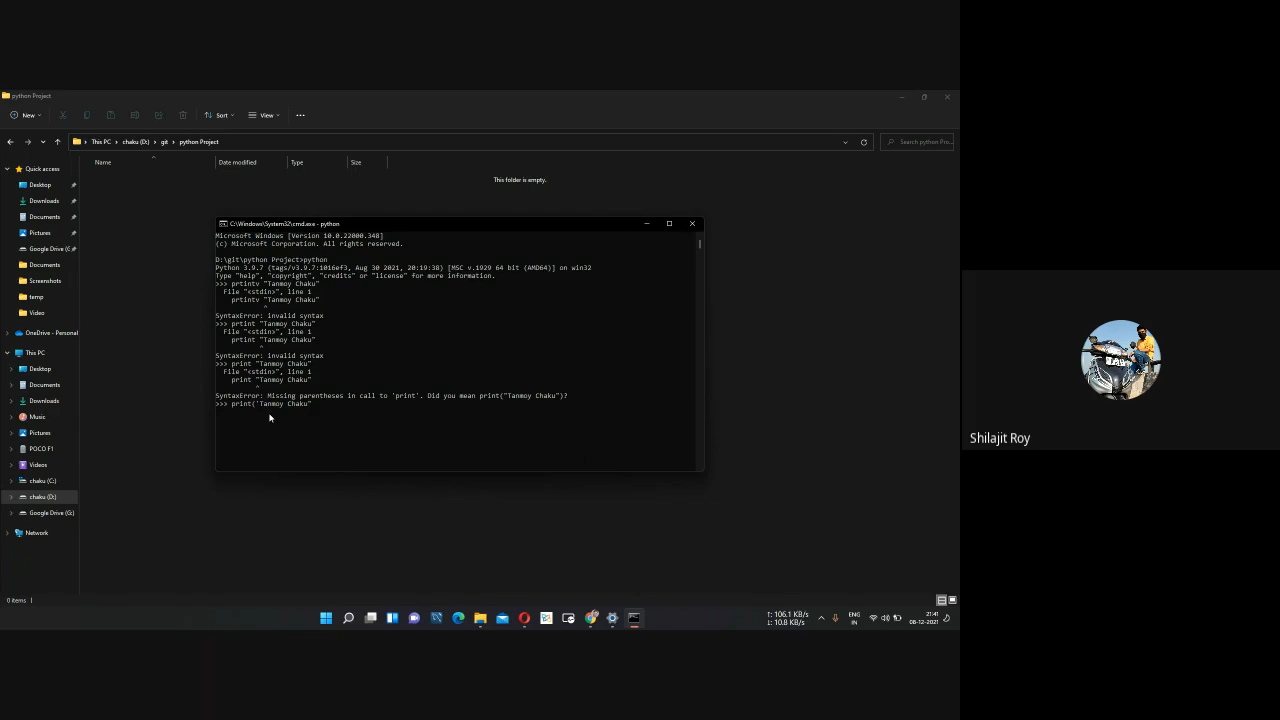 python Project
New
Sort
View
This PC
chaku (D:)
git
python Project
Search python Pro...
Name
Date modified
Type
Size
This folder is empty.
Quick access
Desktop
Downloads
Documents
Pictures
Google Drive (G
Documents
Screenshots
temp
Video
OneDrive - Personal
This PC
Desktop
Documents
Downloads
Music
Pictures
POCO F1
Videos
chaku (C:)
chaku (D:)
Google Drive (G:)
Network
0 items
C:\Windows\System32\cmd.exe - python
Microsoft Windows [Version 10.0.22000.348]
(c) Microsoft Corporation. All rights reserved.
D:\git\python Project>python
Python 3.9.7 (tags/v3.9.7:1016ef3, Aug 30 2021, 20:19:38) [MSC v.1929 64 bit (AMD64)] on win32
Type "help", "copyright", "credits" or "license" for more information.
>>> prtintv "Tanmoy Chaku"
File "<stdin>", line 1
prtintv "Tanmoy Chaku"
^
SyntaxError: invalid syntax
>>> prtint "Tanmoy Chaku"
File "<stdin>", line 1
prtint "Tanmoy Chaku"
^
SyntaxError: invalid syntax
>>> print "Tanmoy Chaku"
File "<stdin>", line 1
print "Tanmoy Chaku"
^
SyntaxError: Missing parentheses in call to 'print'. Did you mean print("Tanmoy Chaku")?
>>> print('Tanmoy Chaku"
↑: 106.1 KB/s
↓: 10.8 KB/s
ENG
IN
21:41
08-12-2021
Shilajit Roy